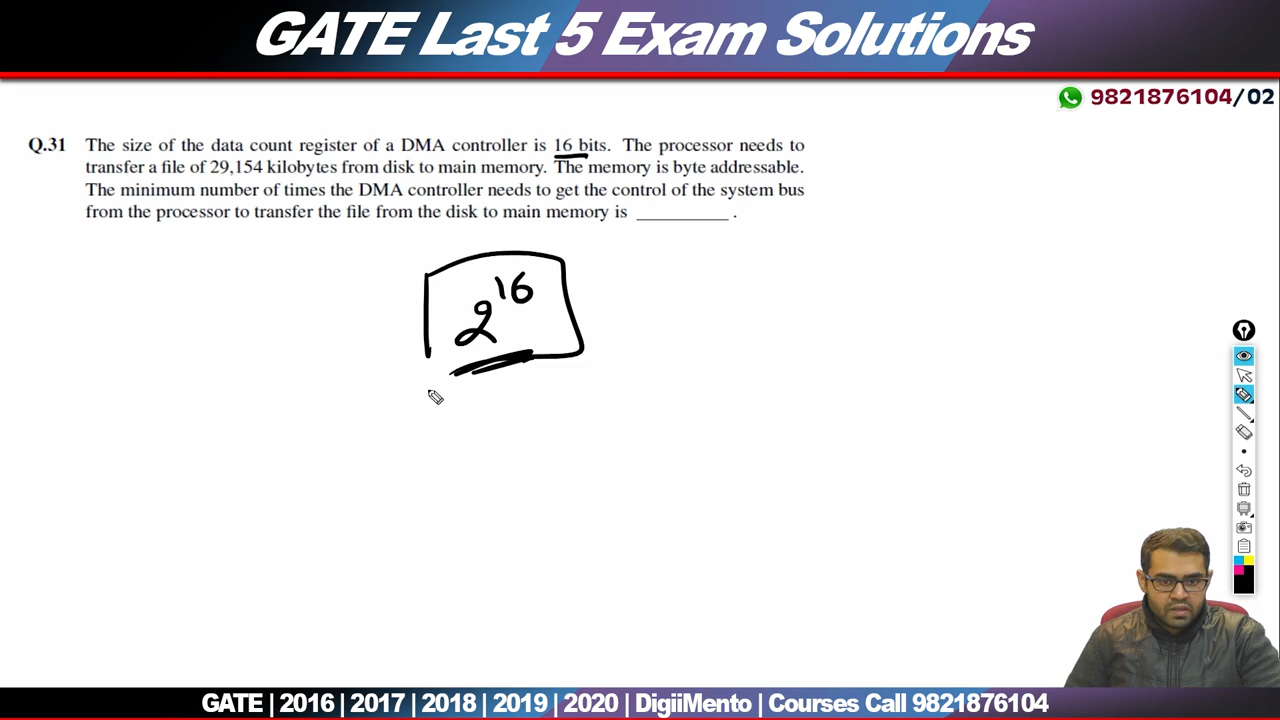 GATE Last 5 Exam Solutions
9821876104/02
Q.31 The size of the data count register of a DMA controller is 16 bits. The processor needs to
transfer a file of 29,154 kilobytes from disk to main memory. The memory is byte addressable.
The minimum number of times the DMA controller needs to get the control of the system bus
from the processor to transfer the file from the disk to main memory is __________ .
2^16
GATE | 2016 | 2017 | 2018 | 2019 | 2020 | DigiiMento | Courses Call 9821876104